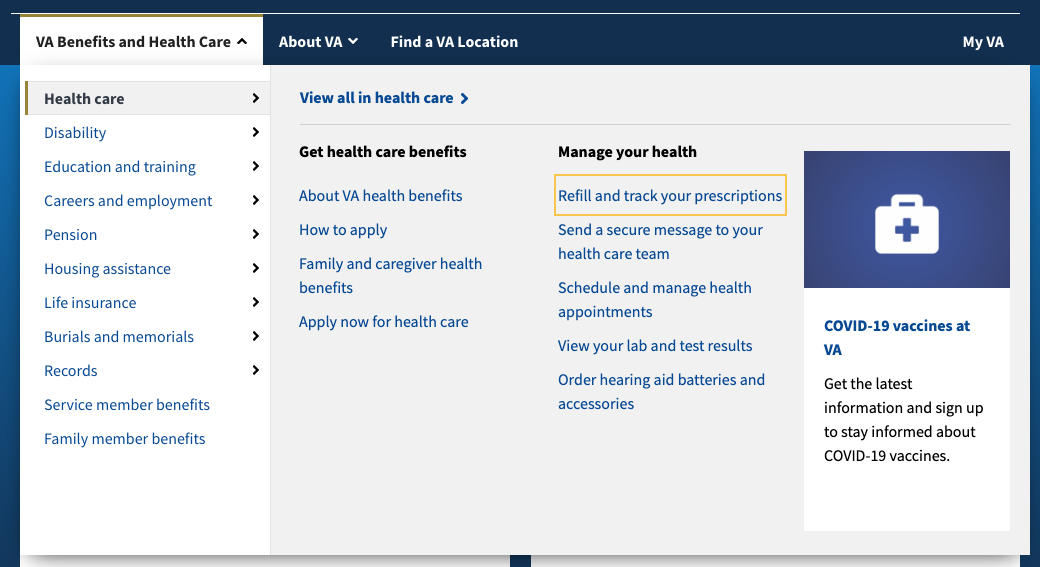 VA Benefits and Health Care
About VA
Find a VA Location
My VA
Health care
Disability
Education and training
Careers and employment
Pension
Housing assistance
Life insurance
Burials and memorials
Records
Service member benefits
Family member benefits
View all in health care
Get health care benefits
About VA health benefits
How to apply
Family and caregiver health
benefits
Apply now for health care
Manage your health
Refill and track your prescriptions
Send a secure message to your
health care team
Schedule and manage health
appointments
View your lab and test results
Order hearing aid batteries and
accessories
COVID-19 vaccines at
VA
Get the latest
information and sign up
to stay informed about
COVID-19 vaccines.